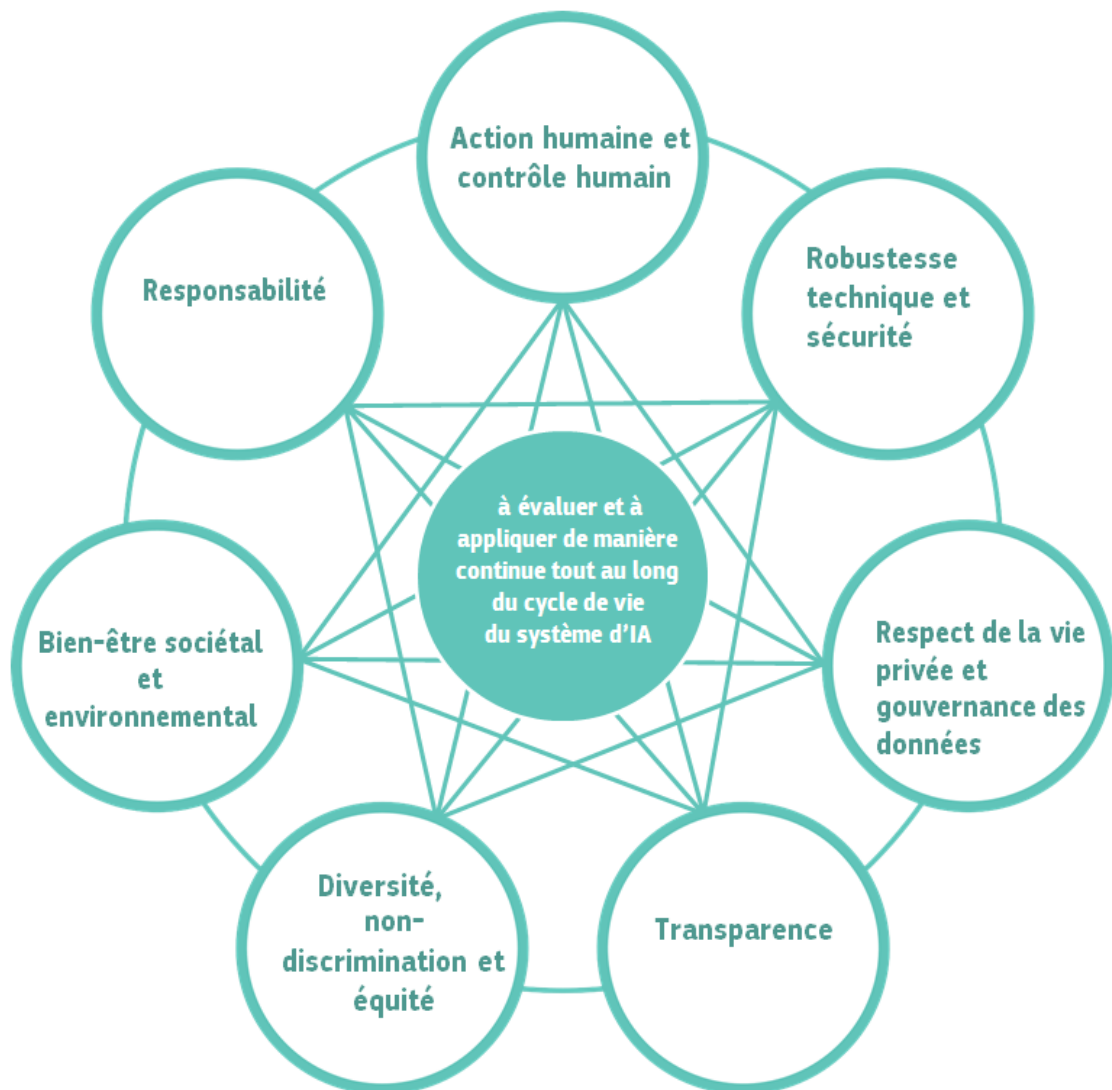 Action humaine et
contrôle humain
Robustesse
technique et
sécurité
Responsabilité
à évaluer et à
appliquer de manière
continue tout au long
du cycle de vie
du système d’IA
Respect de la vie
privée et
gouvernance des
données
Bien-être sociétal
et
environnemental
Transparence
Diversité,
non-
discrimination et
équité